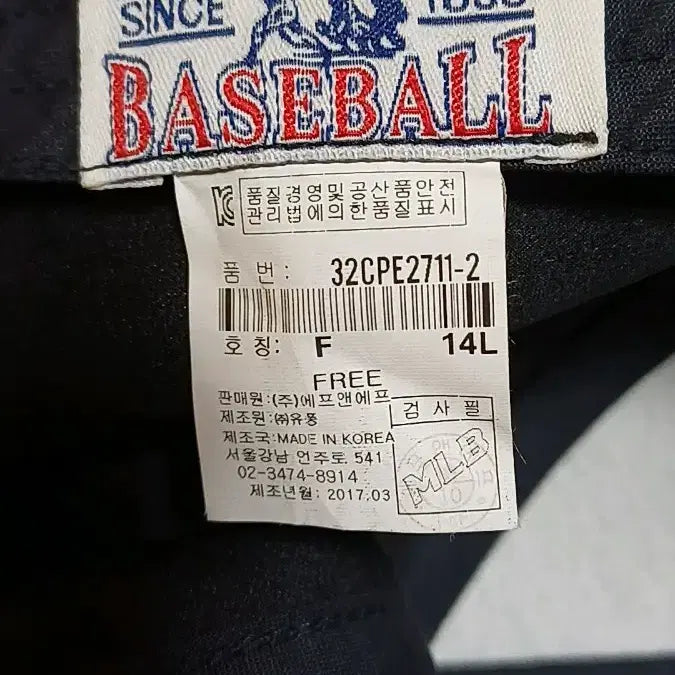 SINCE
BASEBALL
품질경영및공산품안전
관리법에의한품질표시
품 번 : 32CPE2711-2
호 칭: F 14L
FREE
판매원:(주)에프앤에프
제조원:㈜유풍
검 사 필
제조국:MADE IN KOREA
서울강남 언주로 541
02-3474-8914
제조년월: 2017.03
MLB
10